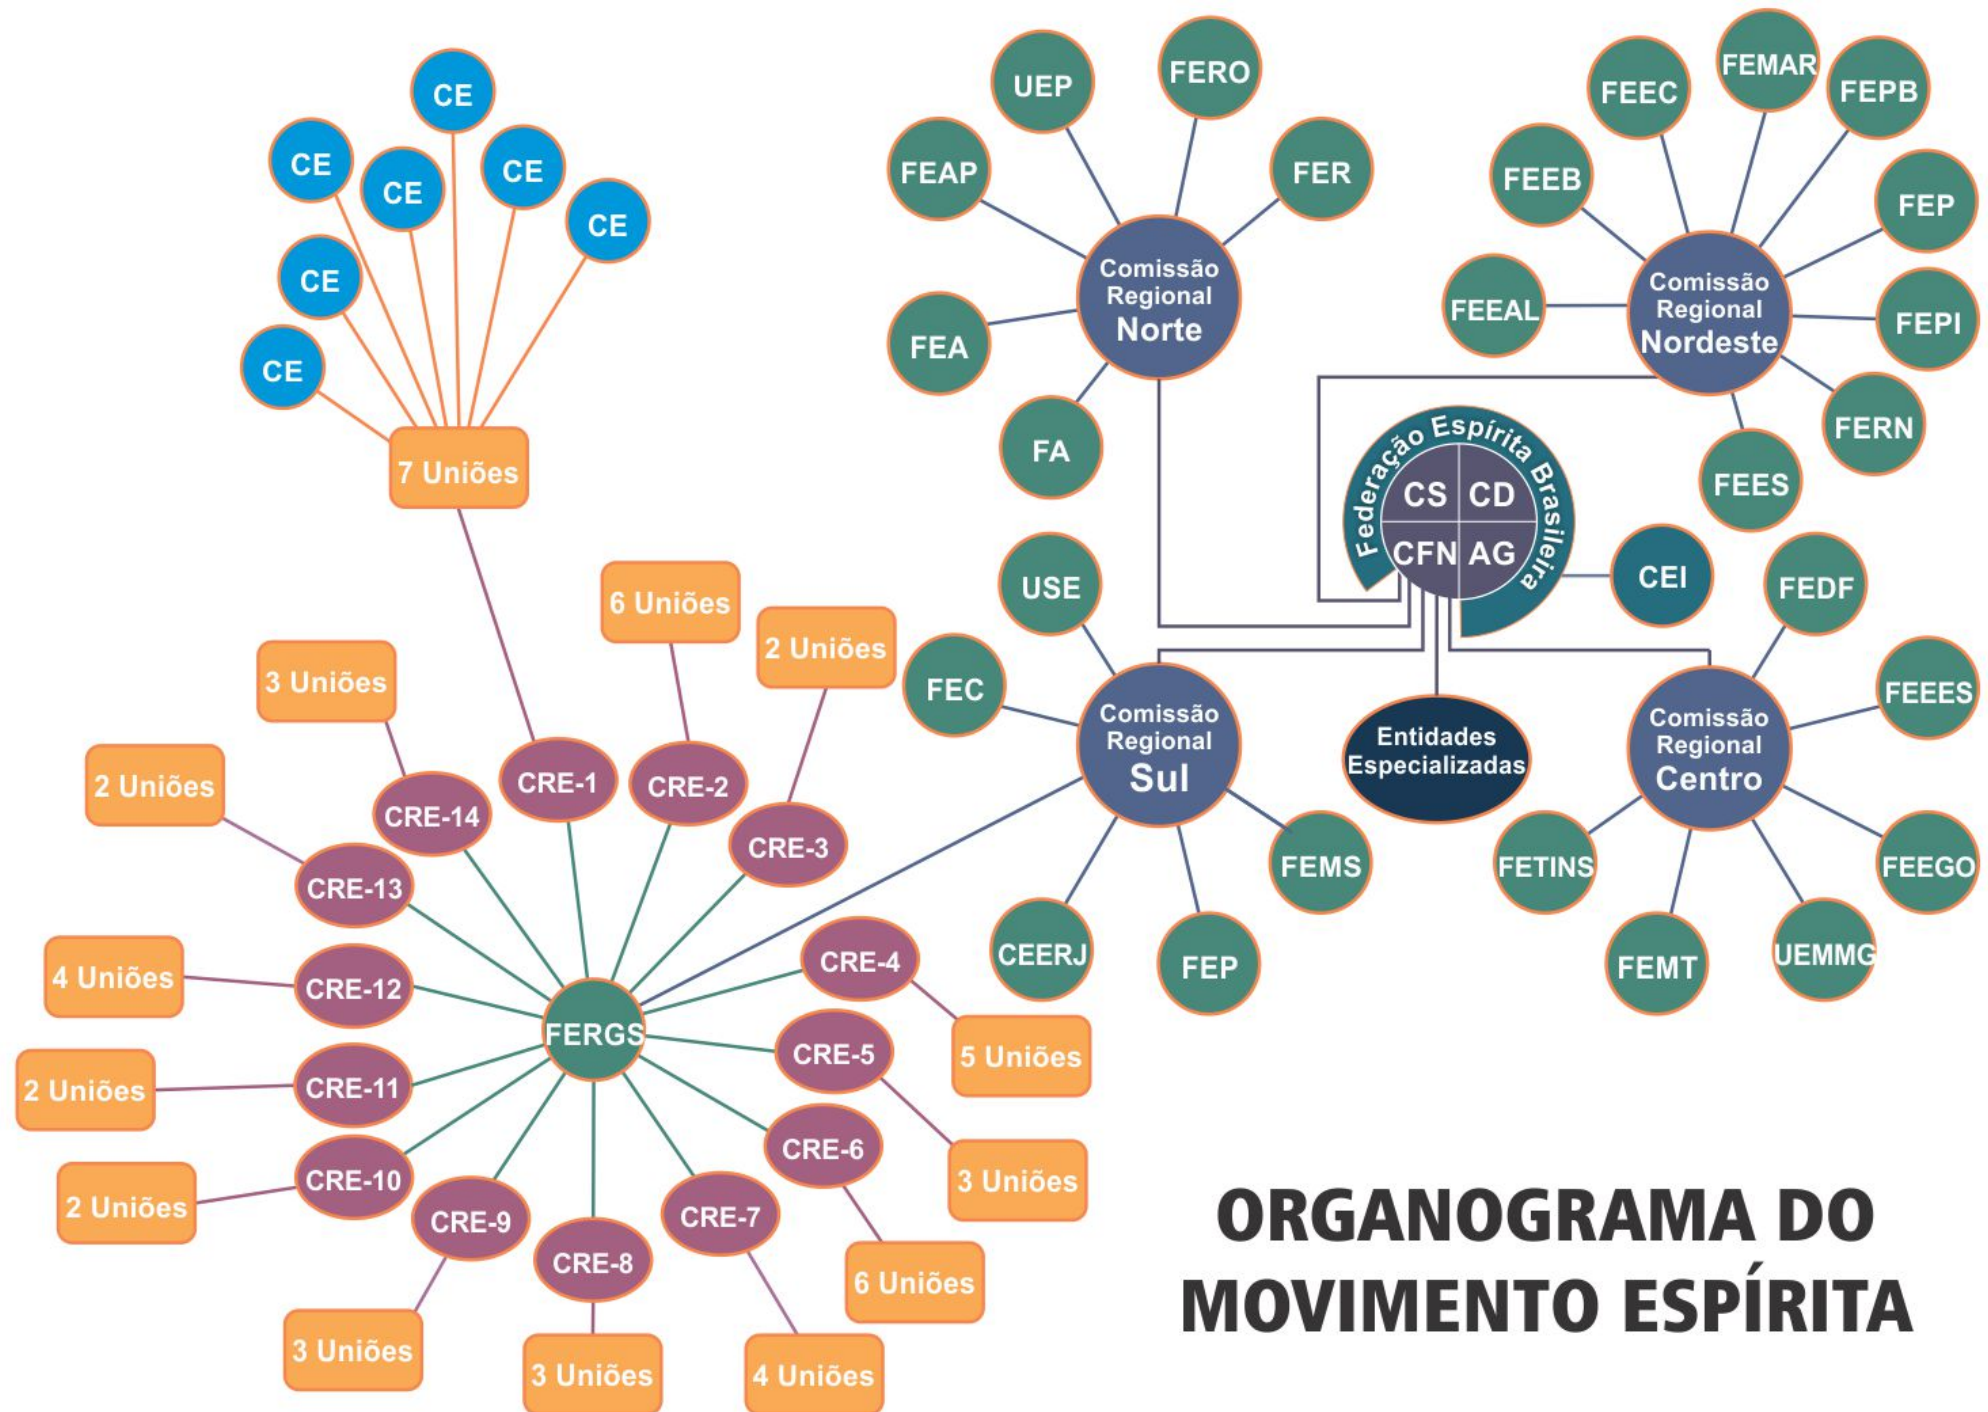 CE
CE
CE
CE
CE
CE
CE
7 Uniões
UEP
FERO
FEAP
FER
FEA
FA
Comissão
Regional
Norte
FEEC
FEMAR
FEPB
FEEB
FEP
FEEAL
FEPI
FERN
FEES
Comissão
Regional
Nordeste
Federação Espírita Brasileira
CS CD
CFN AG
CEI
USE
FEC
Comissão
Regional
Sul
CEERJ
FEP
FEMS
Entidades
Especializadas
FEDF
FEEES
Comissão
Regional
Centro
FETINS
FEEGO
FEMT
UEMMG
6 Uniões
2 Uniões
3 Uniões
2 Uniões
CRE-1
CRE-2
CRE-3
CRE-14
CRE-13
4 Uniões
CRE-12
CRE-4
FERGS
CRE-5
5 Uniões
2 Uniões
CRE-11
CRE-6
3 Uniões
2 Uniões
CRE-10
CRE-9
CRE-8
CRE-7
6 Uniões
3 Uniões
3 Uniões
4 Uniões
ORGANOGRAMA DO
MOVIMENTO ESPÍRITA